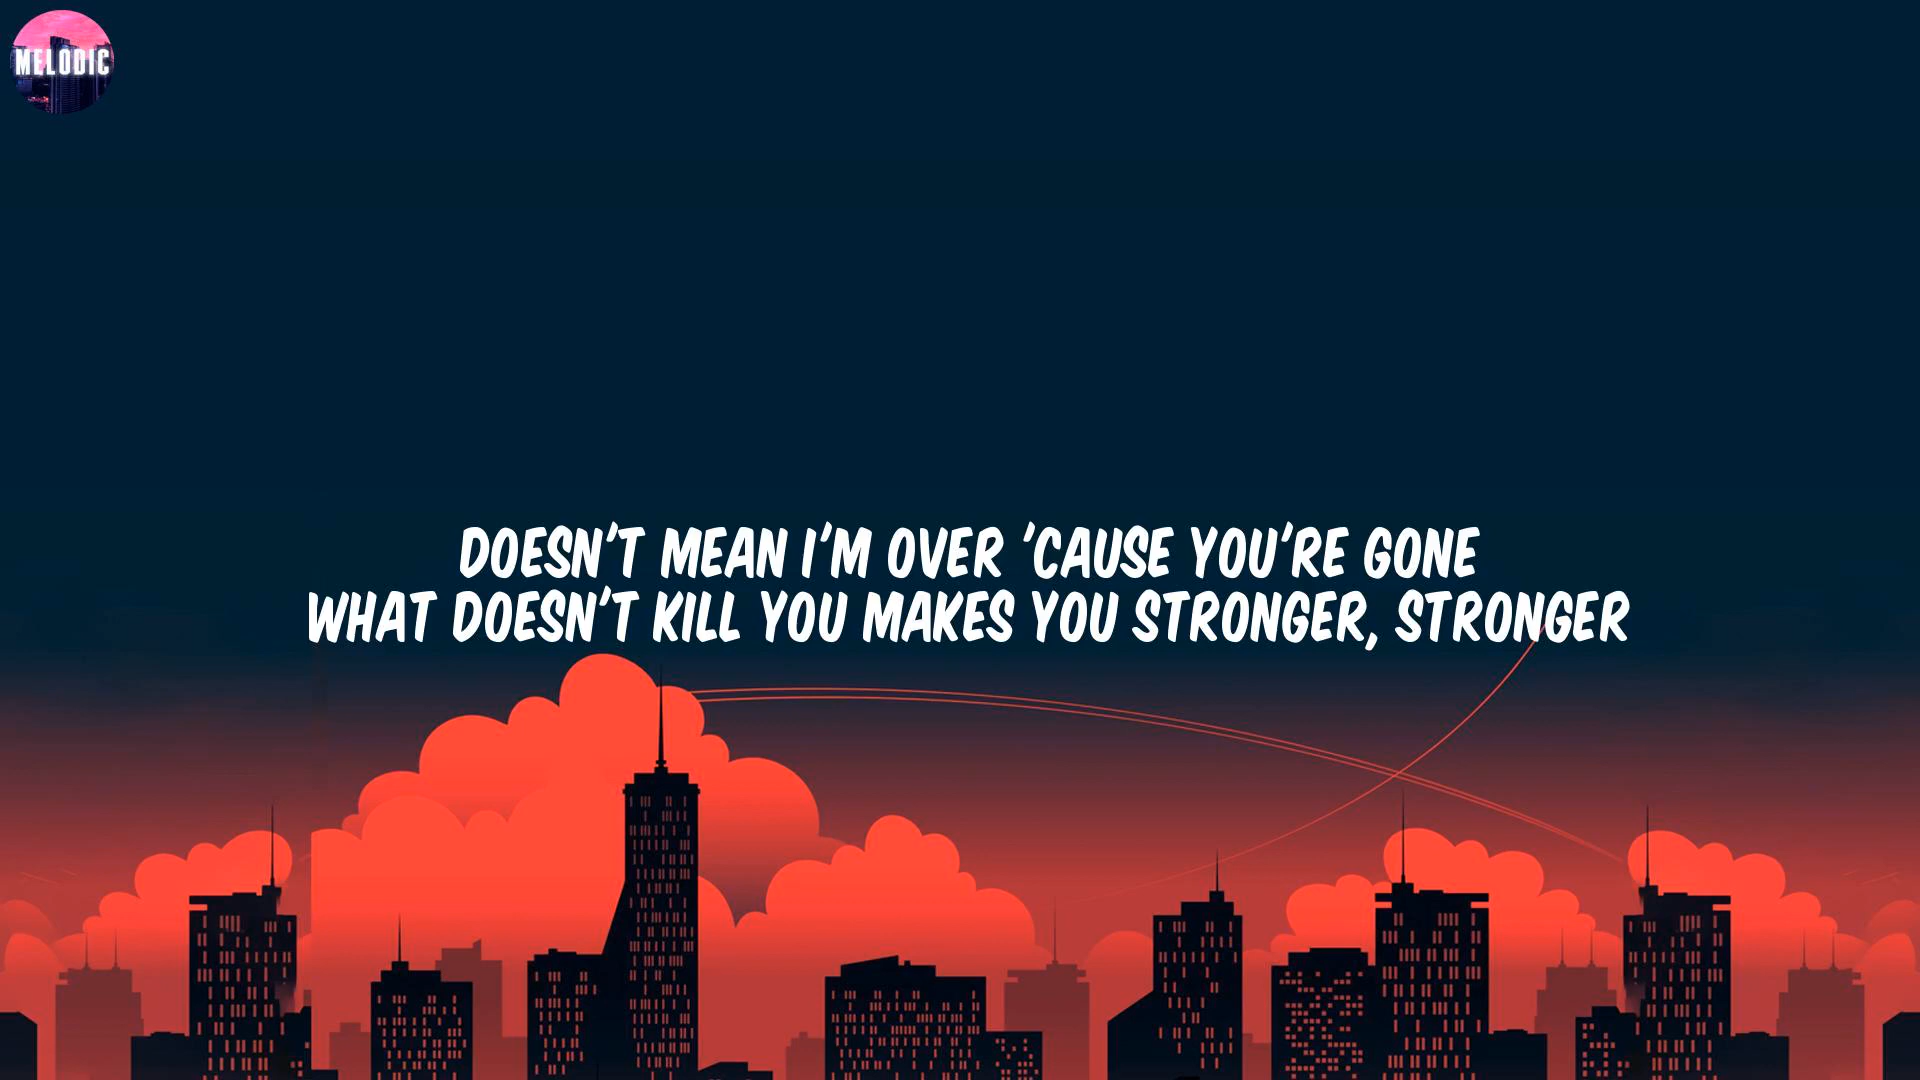 MELODIC
DOESN'T MEAN I'M OVER 'CAUSE YOU'RE GONE
WHAT DOESN'T KILL YOU MAKES YOU STRONGER, STRONGER